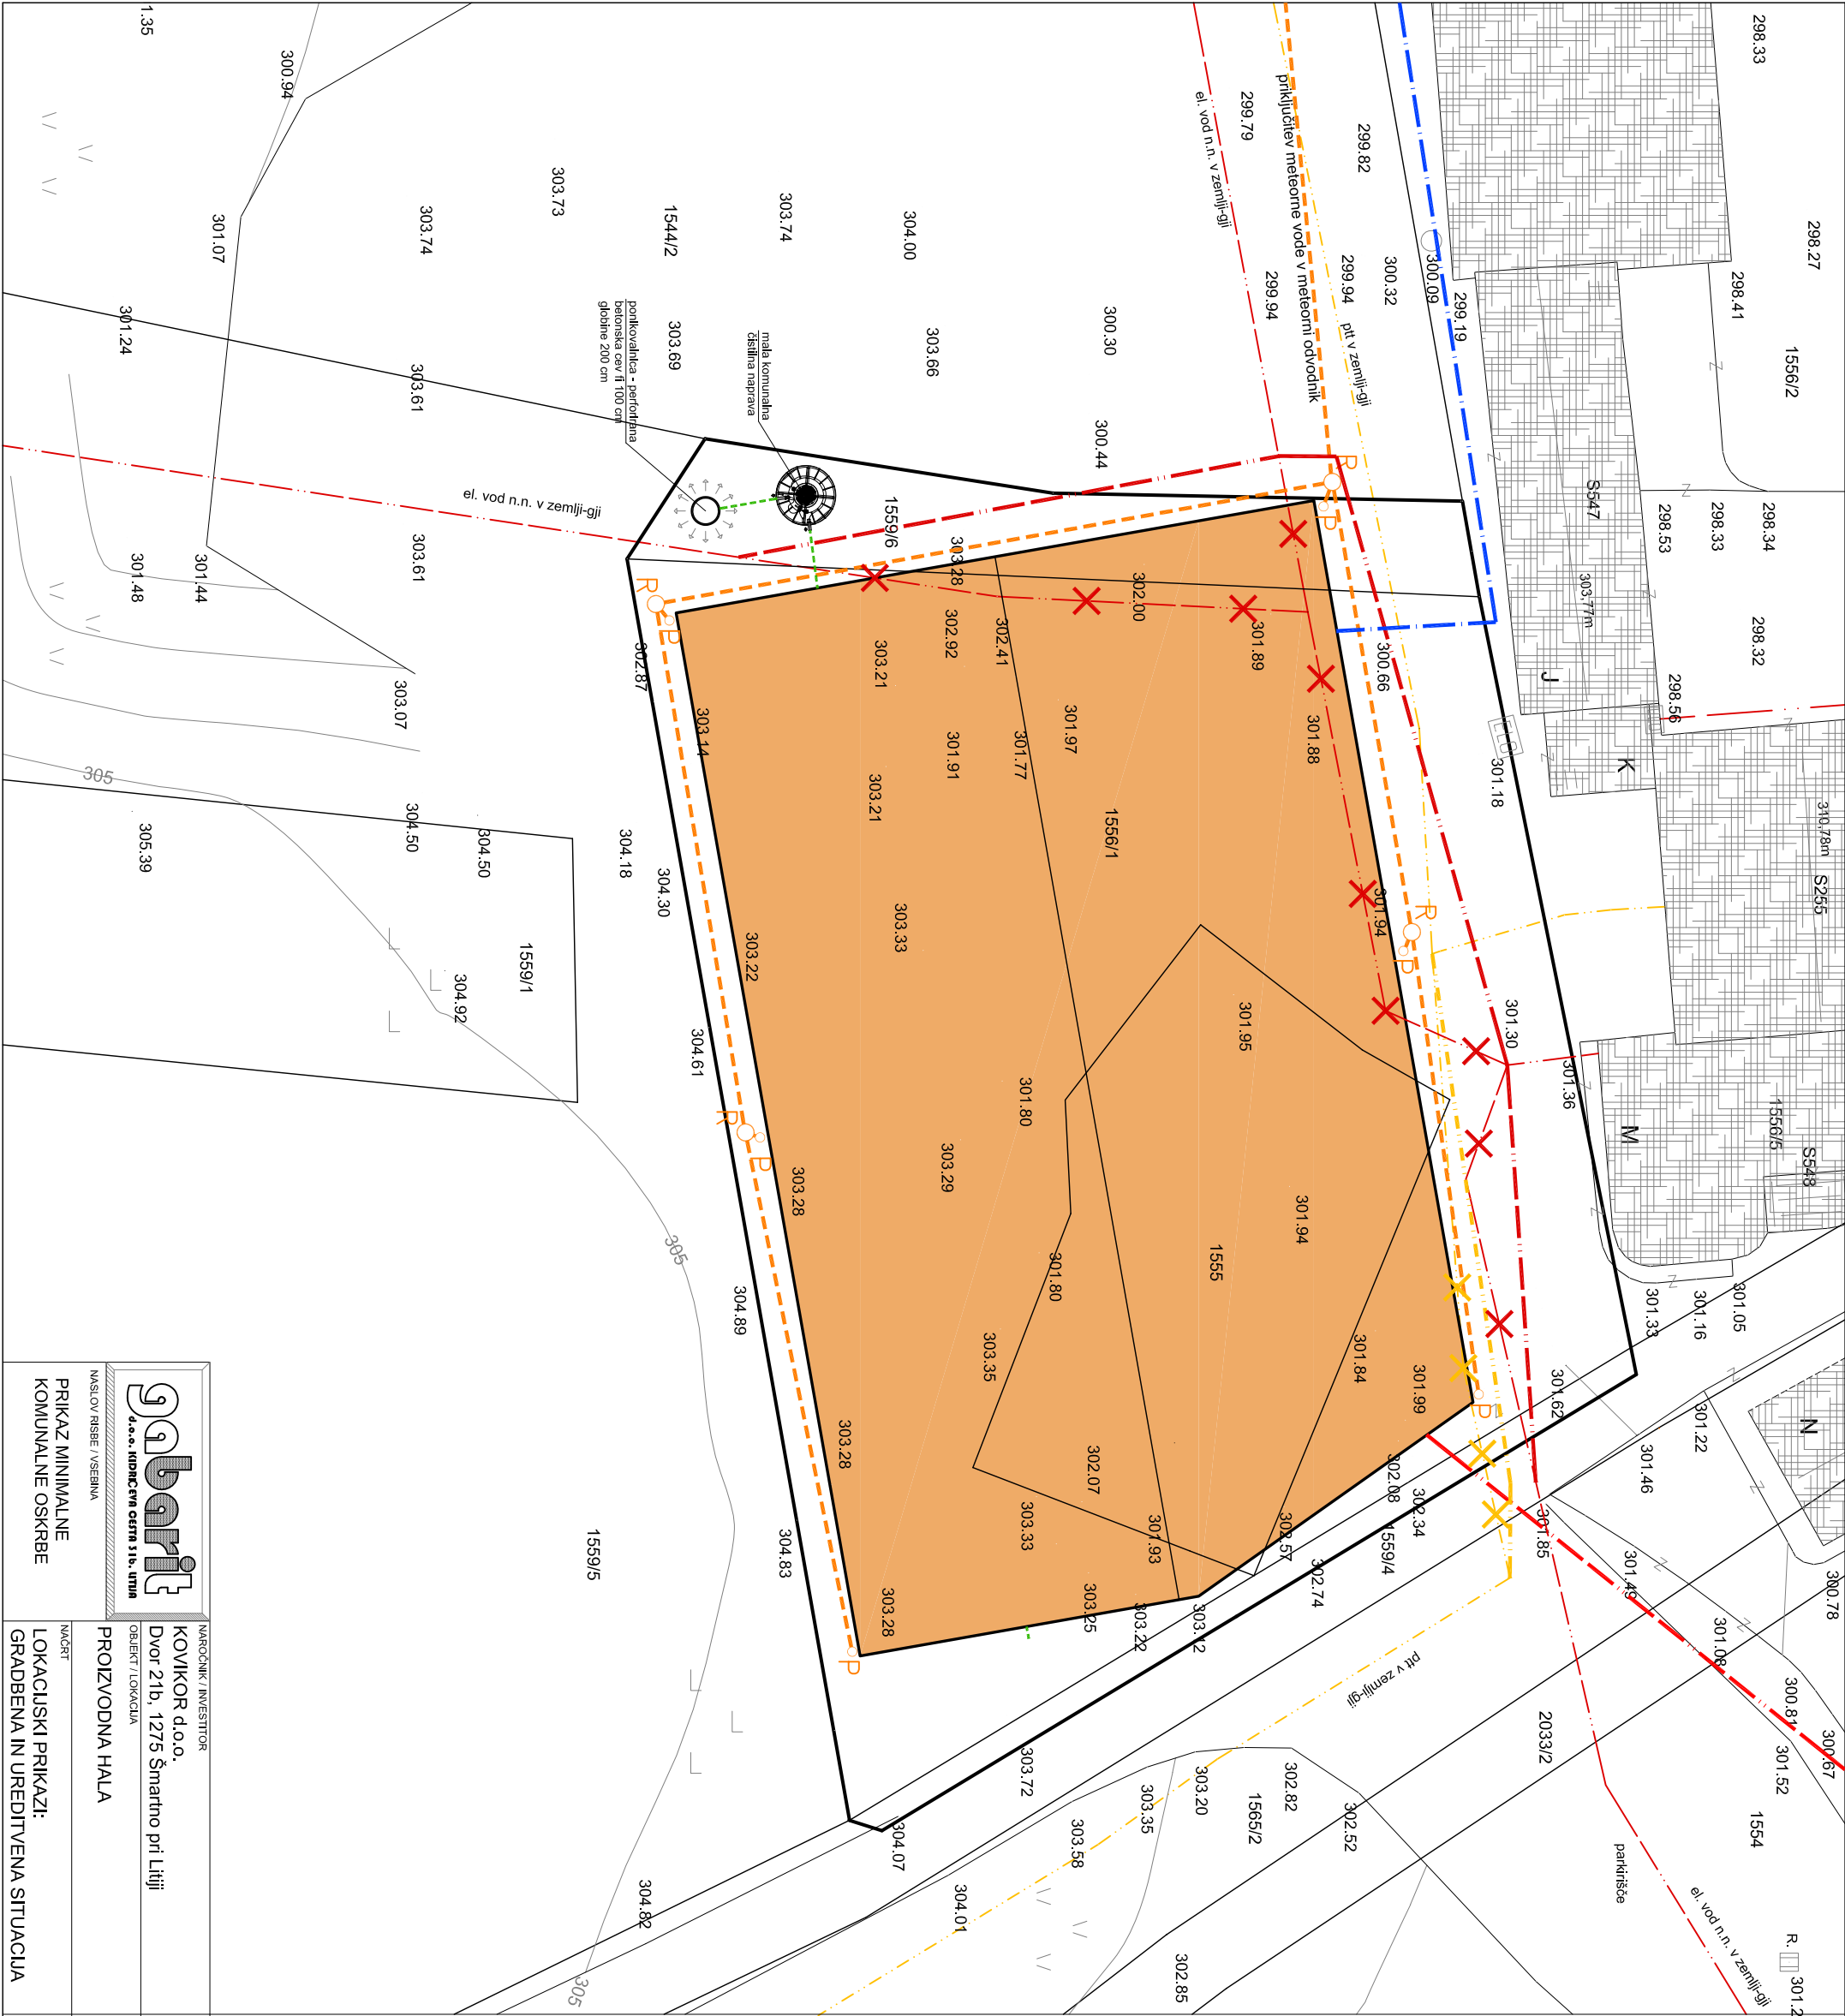 1.35
300.94
301.07
303.74
303.73
1544/2
303.74
304.00
299.79
299.82
298.33
298.27
el. vod n.n. v zemlji-gji
priključitev meteorne vode v meteorni odvodnik
ptt v zemlji-gji
299.94
299.94
300.32
300.09
299.19
298.41
1556/2
301.24
303.61
303.69
303.66
300.30
300.44
ponikovalnica - perforirana
betonska cev fi 100 cm
globine 200 cm
mala komunalna
čistilna naprava
el. vod n.n. v zemlji-gji
301.48
301.44
303.61
1559/6
303.28
302.00
R
P
S547
303,77m
298.53
298.33
298.34
298.32
298.56
J
K
R
P
302.87
303.07
303.14
303.21
302.92
302.41
301.89
300.66
301.97
301.77
301.91
301.88
301.18
305
305.39
304.50
304.50
304.18
304.30
303.21
1556/1
310,78m
S255
303.33
303.22
301.94
R
P
1559/1
304.92
304.61
301.95
301.30
301.36
301.80
303.29
303.28
M
1556/5
S548
R
P
305
304.89
301.80
1555
301.94
301.84
301.99
301.33
301.16
301.05
303.35
303.28
302.07
303.33
301.93
302.57
302.08
302.34
1559/4
302.74
P
301.62
301.46
301.22
N
301.85
301.49
300.78
1559/5
304.83
303.28
303.25
303.22
303.12
P
ptt v zemlji-gji
301.08
300.81
300.67
301.52
2033/2
1554
303.72
303.58
303.35
303.20
1565/2
302.82
302.52
304.07
304.01
304.82
305
302.85
parkirišče
el. vod n.n. v zemlji-gji
R.
301.2
gabarit
d.o.o. KIDRIČEVA CESTA 51b, LITIJA
NASLOV RISBE / VSEBINA
PRIKAZ MINIMALNE
KOMUNALNE OSKRBE
NAROČNIK / INVESTITOR
KOVIKOR d.o.o.
Dvor 21b, 1275 Šmartno pri Litiji
OBJEKT / LOKACIJA
PROIZVODNA HALA
NAČRT
LOKACIJSKI PRIKAZI:
GRADBENA IN UREDITVENA SITUACIJA